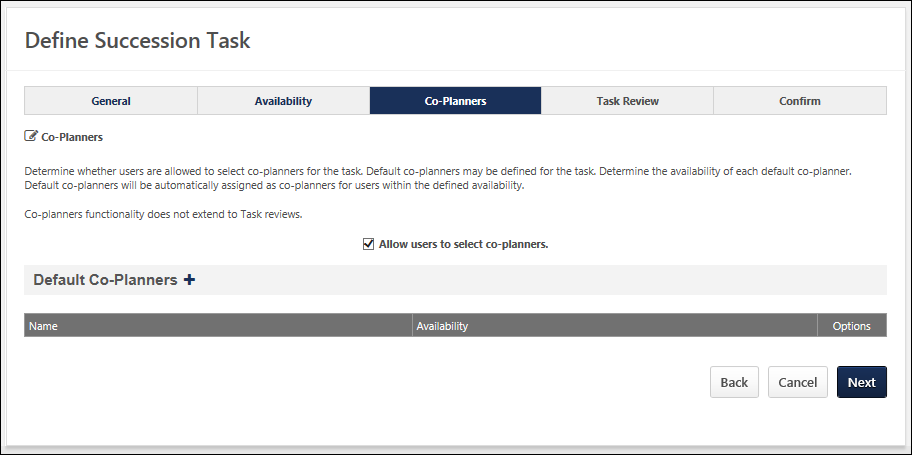 Define Succession Task
General
Availability
Co-Planners
Task Review
Confirm
Co-Planners
Determine whether users are allowed to select co-planners for the task. Default co-planners may be defined for the task. Determine the availability of each default co-planner.
Default co-planners will be automatically assigned as co-planners for users within the defined availability.
Co-planners functionality does not extend to Task reviews.
Allow users to select co-planners.
Default Co-Planners +
Name
Availability
Options
Back
Cancel
Next